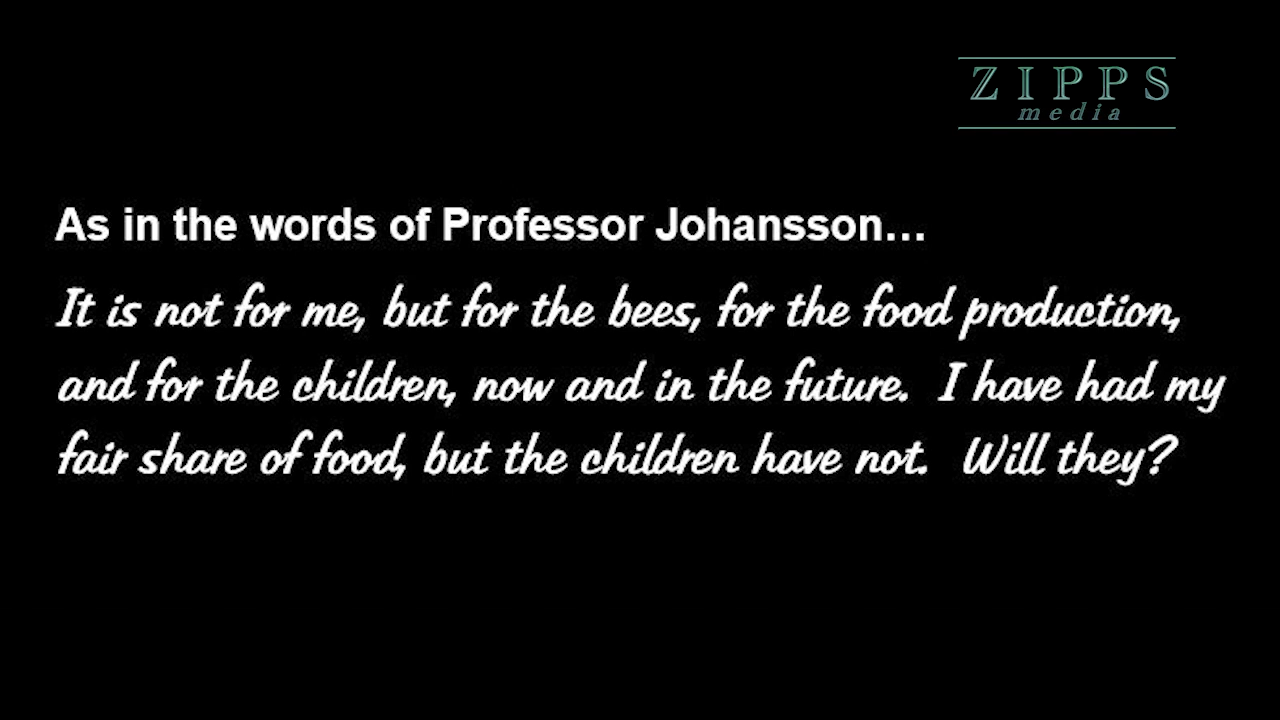 ZIPPS
media
As in the words of Professor Johansson…
It is not for me, but for the bees, for the food production,
and for the children, now and in the future.  I have had my
fair share of food, but the children have not.  Will they?